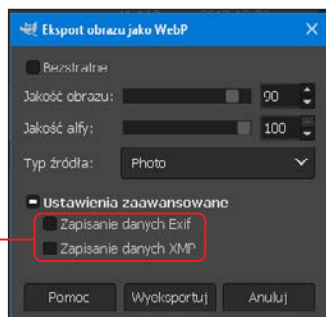 Eksport obrazu jako WebP
Bezstratne
Jakość obrazu: 90
Jakość alfy: 100
Typ źródła: Photo
Ustawienia zaawansowane
Zapisanie danych Exif
Zapisanie danych XMP
Pomoc Wyeksportuj Anuluj